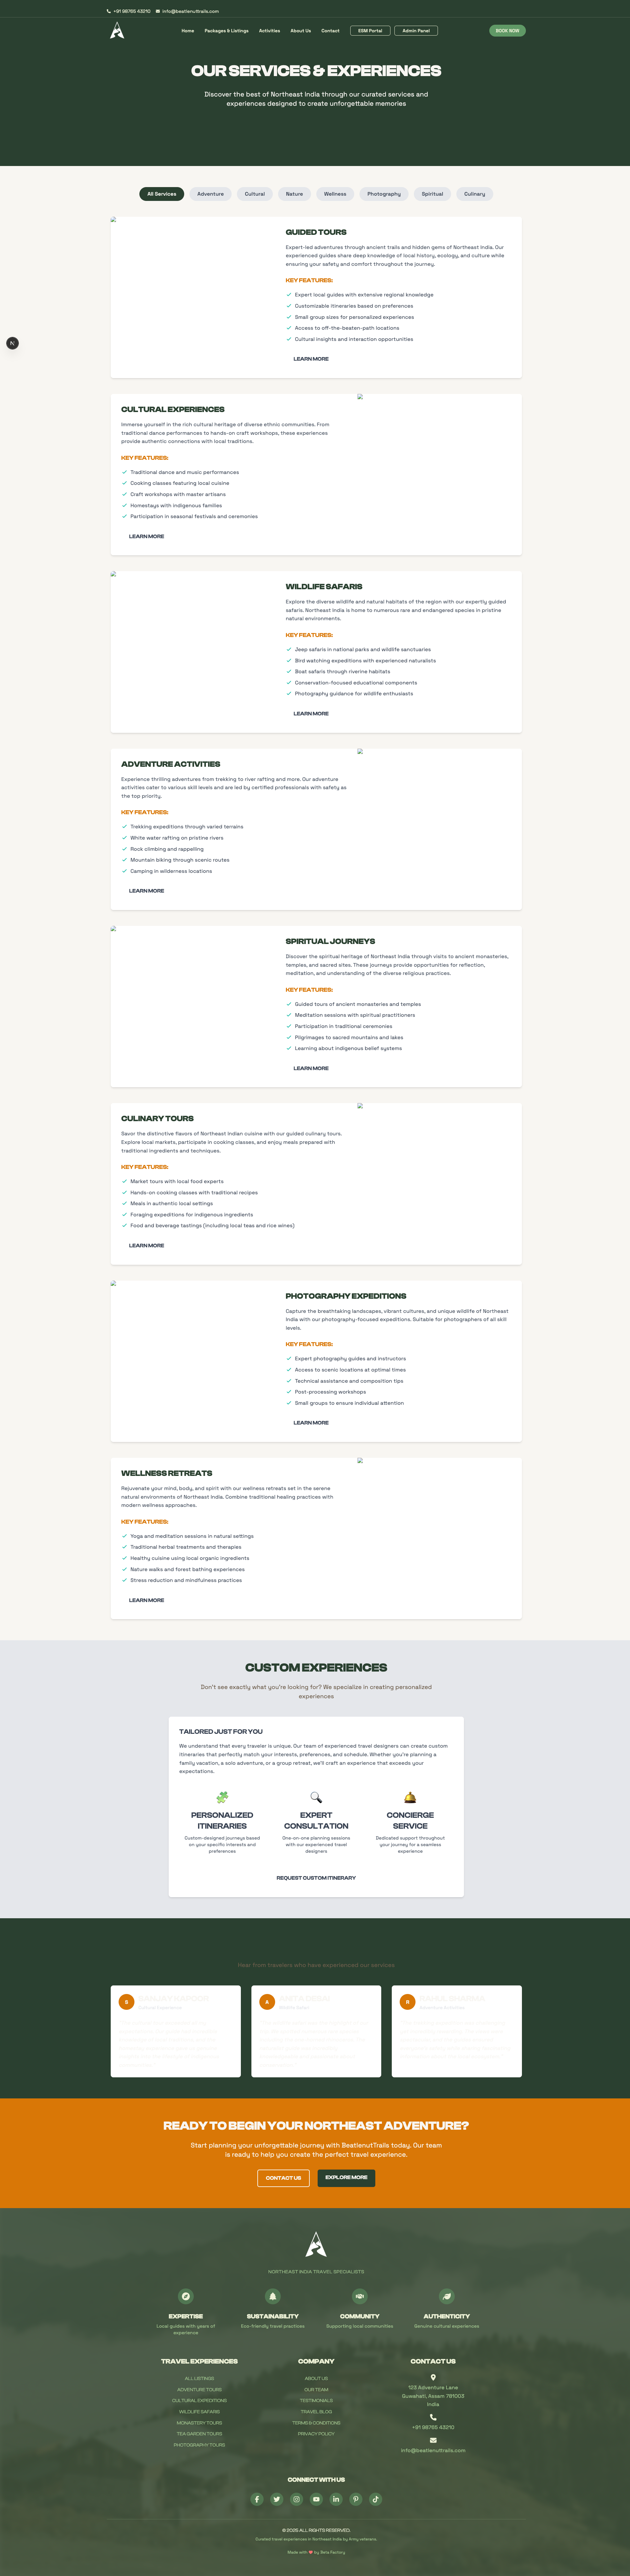 +91 98765 43210 info@beatlenuttrails.com
Home Packages & Listings Activities About Us Contact ESM Portal Admin Panel BOOK NOW
OUR SERVICES & EXPERIENCES
Discover the best of Northeast India through our curated services and
experiences designed to create unforgettable memories
All Services Adventure Cultural Nature Wellness Photography Spiritual Culinary
N
GUIDED TOURS
Expert-led adventures through ancient trails and hidden gems of Northeast India. Our
experienced guides share deep knowledge of local history, ecology, and culture while
ensuring your safety and comfort throughout the journey.
KEY FEATURES:
Expert local guides with extensive regional knowledge
Customizable itineraries based on preferences
Small group sizes for personalized experiences
Access to off-the-beaten-path locations
Cultural insights and interaction opportunities
LEARN MORE
CULTURAL EXPERIENCES
Immerse yourself in the rich cultural heritage of diverse ethnic communities. From
traditional dance performances to hands-on craft workshops, these experiences
provide authentic connections with local traditions.
KEY FEATURES:
Traditional dance and music performances
Cooking classes featuring local cuisine
Craft workshops with master artisans
Homestays with indigenous families
Participation in seasonal festivals and ceremonies
LEARN MORE
WILDLIFE SAFARIS
Explore the diverse wildlife and natural habitats of the region with our expertly guided
safaris. Northeast India is home to numerous rare and endangered species in pristine
natural environments.
KEY FEATURES:
Jeep safaris in national parks and wildlife sanctuaries
Bird watching expeditions with experienced naturalists
Boat safaris through riverine habitats
Conservation-focused educational components
Photography guidance for wildlife enthusiasts
LEARN MORE
ADVENTURE ACTIVITIES
Experience thrilling adventures from trekking to river rafting and more. Our adventure
activities cater to various skill levels and are led by certified professionals with safety as
the top priority.
KEY FEATURES:
Trekking expeditions through varied terrains
White water rafting on pristine rivers
Rock climbing and rappelling
Mountain biking through scenic routes
Camping in wilderness locations
LEARN MORE
SPIRITUAL JOURNEYS
Discover the spiritual heritage of Northeast India through visits to ancient monasteries,
temples, and sacred sites. These journeys provide opportunities for reflection,
meditation, and understanding of the diverse religious practices.
KEY FEATURES:
Guided tours of ancient monasteries and temples
Meditation sessions with spiritual practitioners
Participation in traditional ceremonies
Pilgrimages to sacred mountains and lakes
Learning about indigenous belief systems
LEARN MORE
CULINARY TOURS
Savor the distinctive flavors of Northeast Indian cuisine with our guided culinary tours.
Explore local markets, participate in cooking classes, and enjoy meals prepared with
traditional ingredients and techniques.
KEY FEATURES:
Market tours with local food experts
Hands-on cooking classes with traditional recipes
Meals in authentic local settings
Foraging expeditions for indigenous ingredients
Food and beverage tastings (including local teas and rice wines)
LEARN MORE
PHOTOGRAPHY EXPEDITIONS
Capture the breathtaking landscapes, vibrant cultures, and unique wildlife of Northeast
India with our photography-focused expeditions. Suitable for photographers of all skill
levels.
KEY FEATURES:
Expert photography guides and instructors
Access to scenic locations at optimal times
Technical assistance and composition tips
Post-processing workshops
Small groups to ensure individual attention
LEARN MORE
WELLNESS RETREATS
Rejuvenate your mind, body, and spirit with our wellness retreats set in the serene
natural environments of Northeast India. Combine traditional healing practices with
modern wellness approaches.
KEY FEATURES:
Yoga and meditation sessions in natural settings
Traditional herbal treatments and therapies
Healthy cuisine using local organic ingredients
Nature walks and forest bathing experiences
Stress reduction and mindfulness practices
LEARN MORE
CUSTOM EXPERIENCES
Don't see exactly what you're looking for? We specialize in creating personalized
experiences
TAILORED JUST FOR YOU
We understand that every traveler is unique. Our team of experienced travel designers can create custom
itineraries that perfectly match your interests, preferences, and schedule. Whether you're planning a
family vacation, a solo adventure, or a group retreat, we'll craft an experience that exceeds your
expectations.
PERSONALIZED ITINERARIES
Custom-designed journeys based
on your specific interests and
preferences
EXPERT CONSULTATION
One-on-one planning sessions
with our experienced travel
designers
CONCIERGE SERVICE
Dedicated support throughout
your journey for a seamless
experience
REQUEST CUSTOM ITINERARY
Hear from travelers who have experienced our services
S A R
READY TO BEGIN YOUR NORTHEAST ADVENTURE?
Start planning your unforgettable journey with BeatlenutTrails today. Our team
is ready to help you create the perfect travel experience.
CONTACT US EXPLORE MORE
NORTHEAST INDIA TRAVEL SPECIALISTS
EXPERTISE
Local guides with years of
experience
SUSTAINABILITY
Eco-friendly travel practices
COMMUNITY
Supporting local communities
AUTHENTICITY
Genuine cultural experiences
TRAVEL EXPERIENCES
ALL LISTINGS
ADVENTURE TOURS
CULTURAL EXPEDITIONS
WILDLIFE SAFARIS
MONASTERY TOURS
TEA GARDEN TOURS
PHOTOGRAPHY TOURS
COMPANY
ABOUT US
OUR TEAM
TESTIMONIALS
TRAVEL BLOG
TERMS & CONDITIONS
PRIVACY POLICY
CONTACT US
123 Adventure Lane
Guwahati, Assam 781003
India
+91 98765 43210
info@beatlenuttrails.com
CONNECT WITH US
© 2025 ALL RIGHTS RESERVED.
Curated travel experiences in Northeast India by Army veterans.
Made with ❤ by Beta Factory